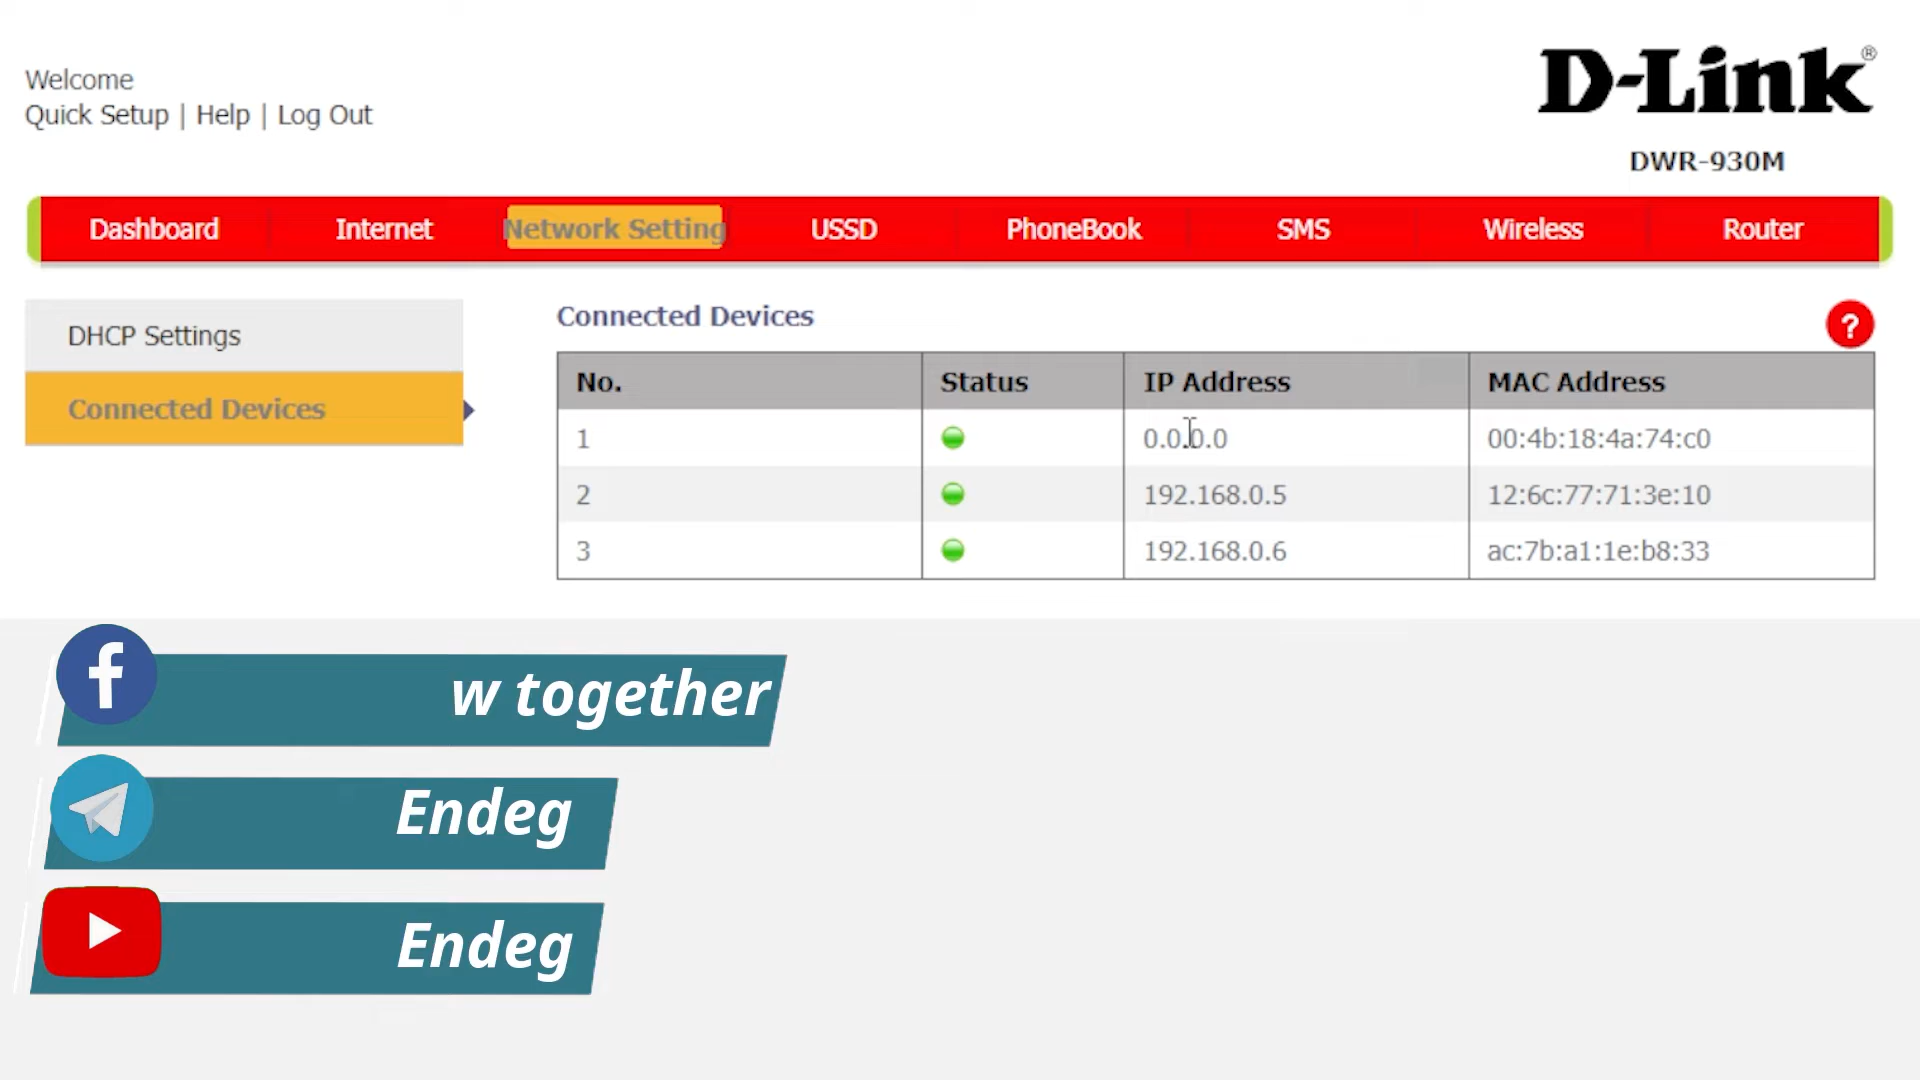 Welcome
Quick Setup | Help | Log Out
D-Link®
DWR-930M
Dashboard Internet Network Setting USSD PhoneBook SMS Wireless Router
DHCP Settings
Connected Devices
Connected Devices
?
No. Status IP Address MAC Address
1 0.0.0.0 00:4b:18:4a:74:c0
2 192.168.0.5 12:6c:77:71:3e:10
3 192.168.0.6 ac:7b:a1:1e:b8:33
w together
Endeg
Endeg